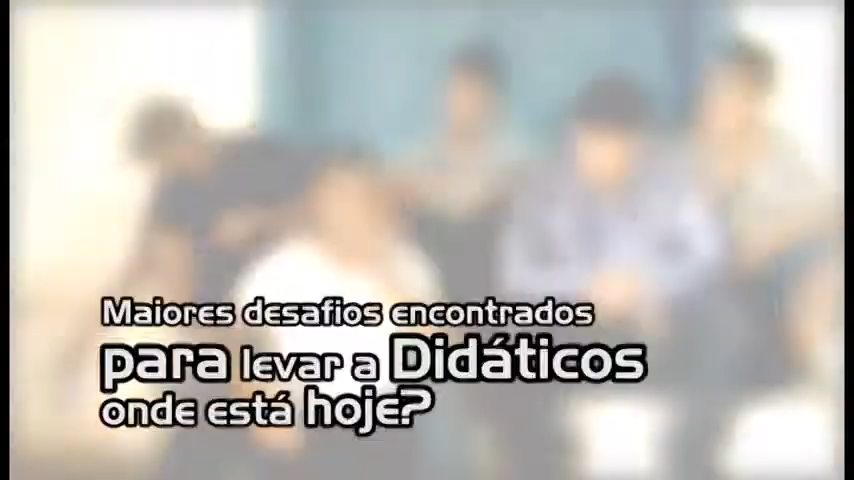 Maiores desafios encontrados
para levar a Didáticos
onde está hoje?